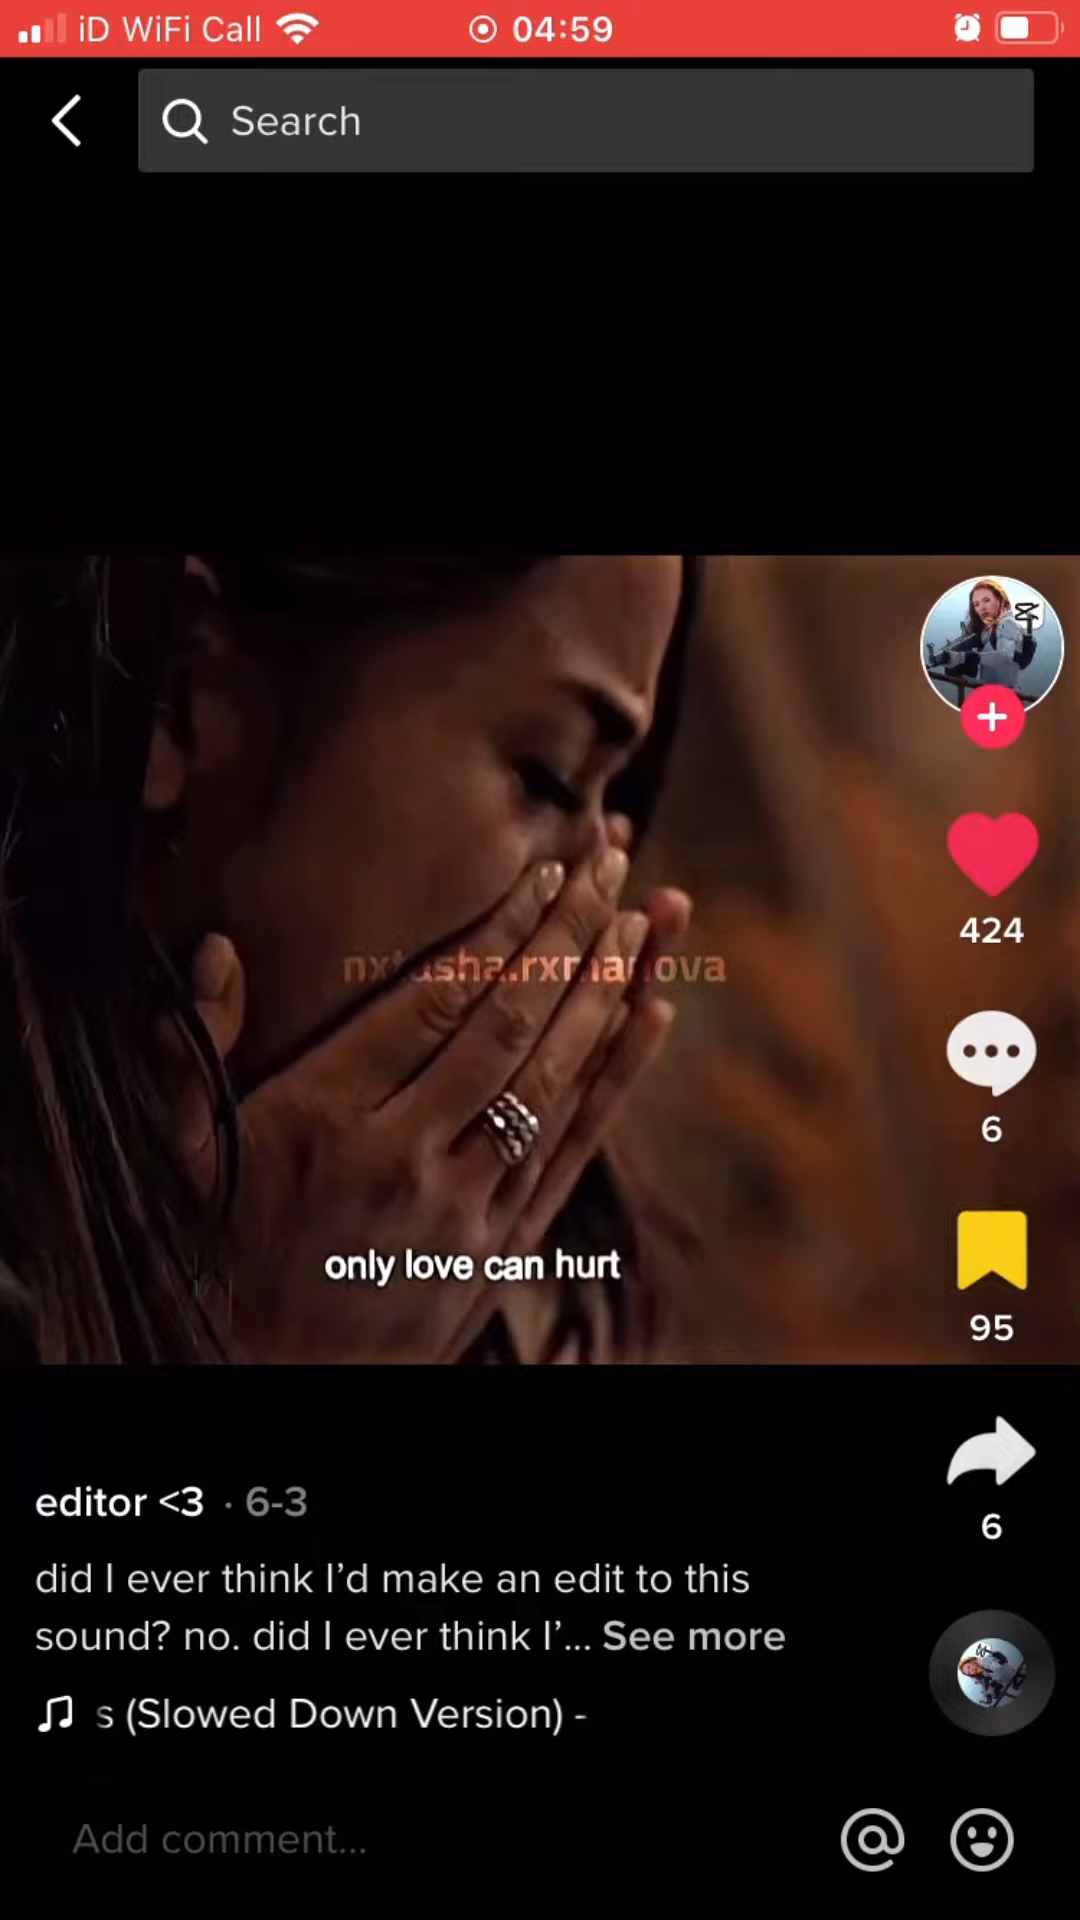 iD WiFi Call 04:59
Search
nxtasha.rxmanova
only love can hurt
424
6
95
6
editor <3 · 6-3
did I ever think I’d make an edit to this
sound? no. did I ever think I’... See more
s (Slowed Down Version) -
Add comment...